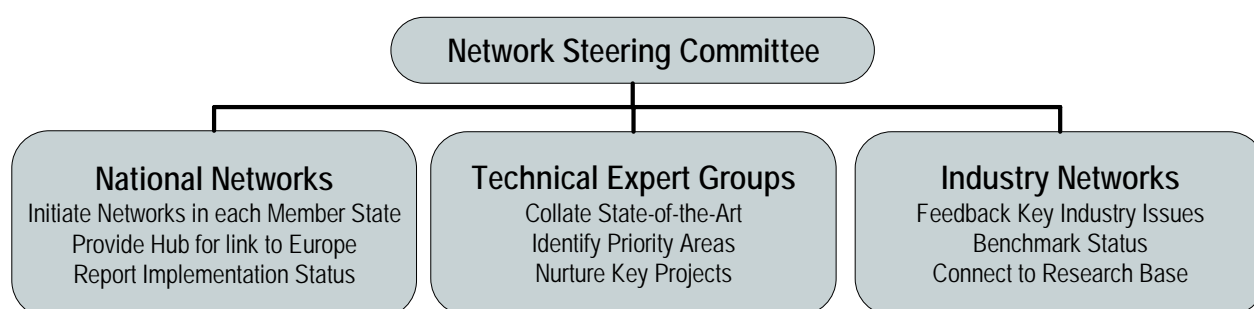 Network Steering Committee
National Networks
Initiate Networks in each Member State
Provide Hub for link to Europe
Report Implementation Status
Technical Expert Groups
Collate State-of-the-Art
Identify Priority Areas
Nurture Key Projects
Industry Networks
Feedback Key Industry Issues
Benchmark Status
Connect to Research Base